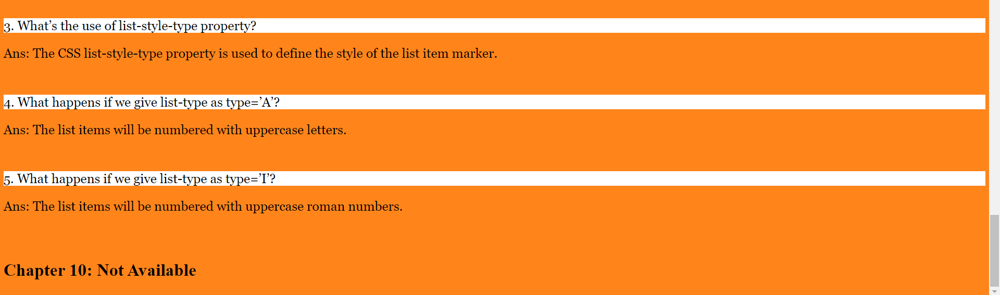 3. What’s the use of list-style-type property?
Ans: The CSS list-style-type property is used to define the style of the list item marker.
4. What happens if we give list-type as type=’A’?
Ans: The list items will be numbered with uppercase letters.
5. What happens if we give list-type as type=’I’?
Ans: The list items will be numbered with uppercase roman numbers.
Chapter 10: Not Available